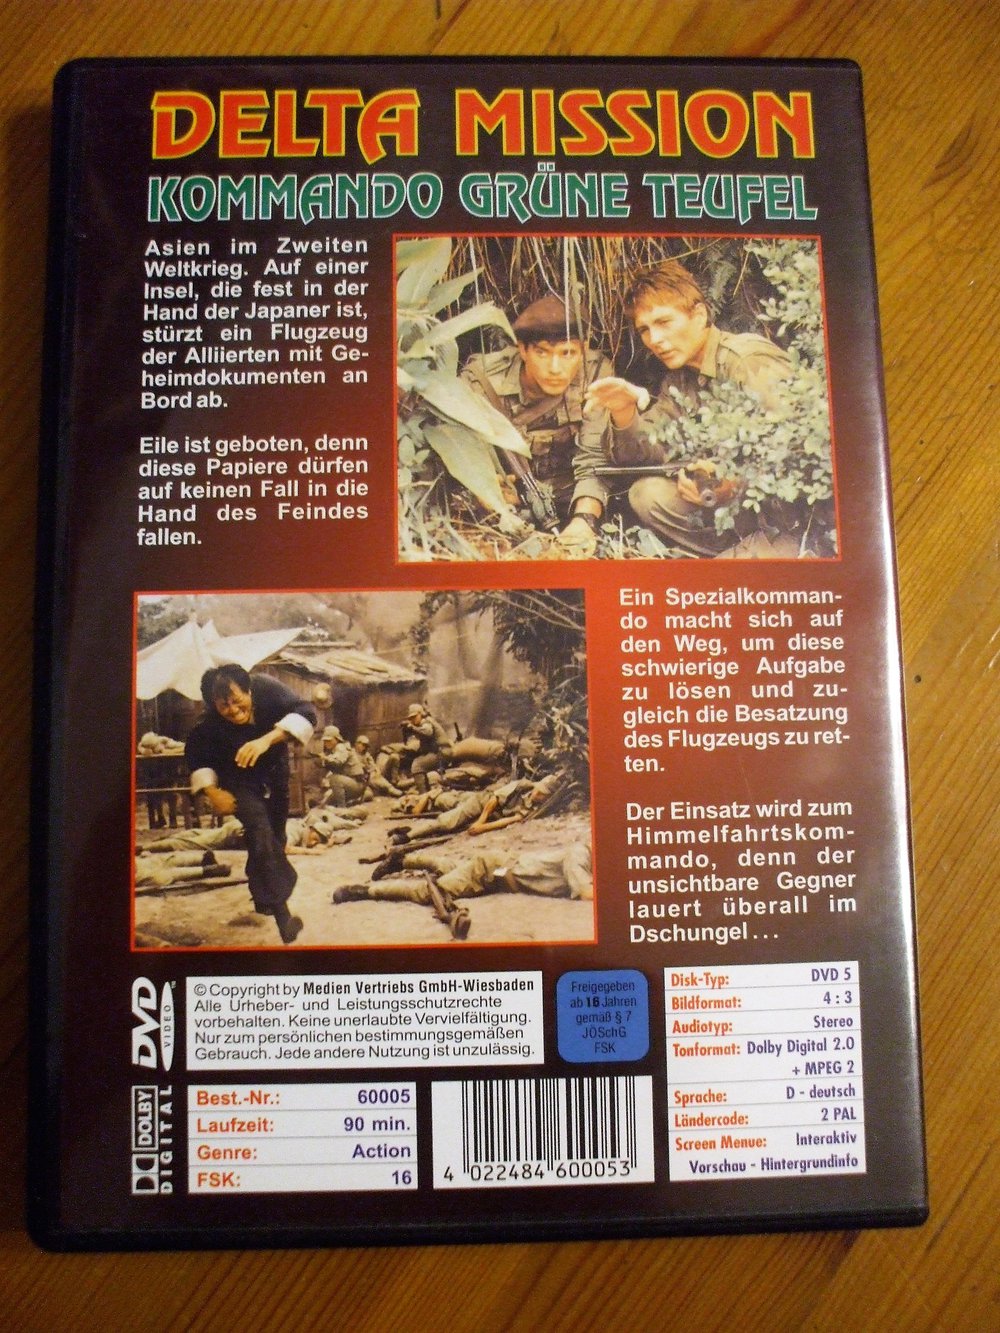 DELTA MISSION
KOMMANDO GRÜNE TEUFEL
Asien im Zweiten
Weltkrieg. Auf einer
Insel, die fest in der
Hand der Japaner ist,
stürzt ein Flugzeug
der Alliierten mit Ge-
heimdokumenten an
Bord ab.
Eile ist geboten, denn
diese Papiere dürfen
auf keinen Fall in die
Hand des Feindes
fallen.
Ein Spezialkomman-
do macht sich auf
den Weg, um diese
schwierige Aufgabe
zu lösen und zu-
gleich die Besatzung
des Flugzeugs zu ret-
ten.
Der Einsatz wird zum
Himmelfahrtskom-
mando, denn der
unsichtbare Gegner
lauert überall im
Dschungel...
DVD
VIDEO
™
© Copyright by Medien Vertriebs GmbH-Wiesbaden
Alle Urheber- und Leistungsschutzrechte
vorbehalten. Keine unerlaubte Vervielfältigung.
Nur zum persönlichen bestimmungsgemäßen
Gebrauch. Jede andere Nutzung ist unzulässig.
Freigegeben
ab 16 Jahren
gemäß § 7
JÖSchG
FSK
Disk-Typ: DVD 5
Bildformat: 4 : 3
Audiotyp: Stereo
Tonformat: Dolby Digital 2.0
+ MPEG 2
Sprache: D - deutsch
Ländercode: 2 PAL
Screen Menue: Interaktiv
Vorschau - Hintergrundinfo
DOLBY
DIGITAL
Best.-Nr.: 60005
Laufzeit: 90 min.
Genre: Action
FSK: 16
4 022484 600053